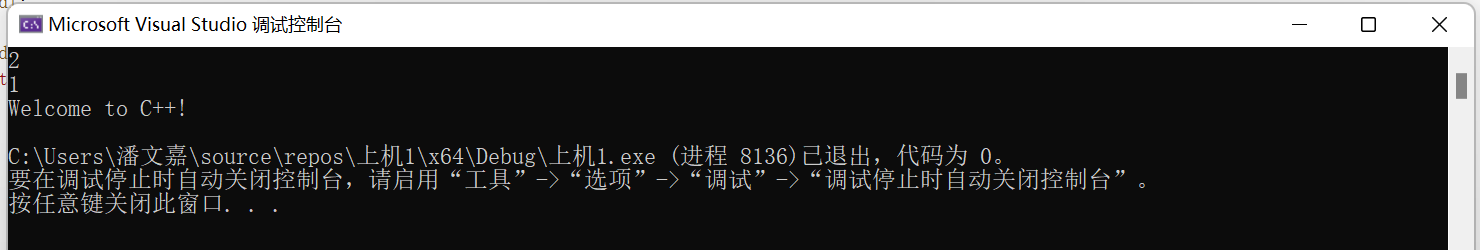 Microsoft Visual Studio 调试控制台
2
1
Welcome to C++!
C:\Users\潘文嘉\source\repos\上机1\x64\Debug\上机1.exe (进程 8136)已退出，代码为 0。
要在调试停止时自动关闭控制台，请启用“工具”->“选项”->“调试”->“调试停止时自动关闭控制台”。
按任意键关闭此窗口. . .